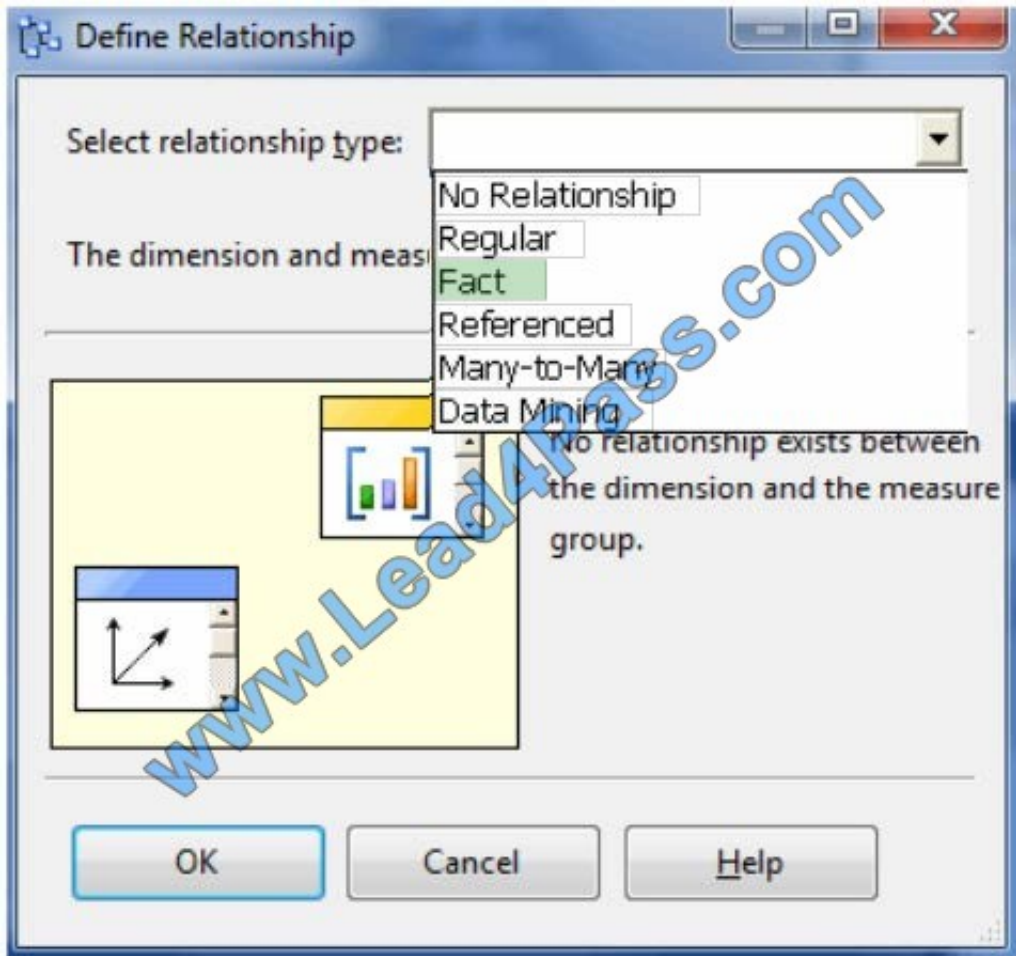 Define Relationship
Select relationship type:
No Relationship
Regular
Fact
Referenced
Many-to-Many
Data Mining
The dimension and meas
No relationship exists between
the dimension and the measure
group.
www.Lead4Pass.com
OK
Cancel
Help